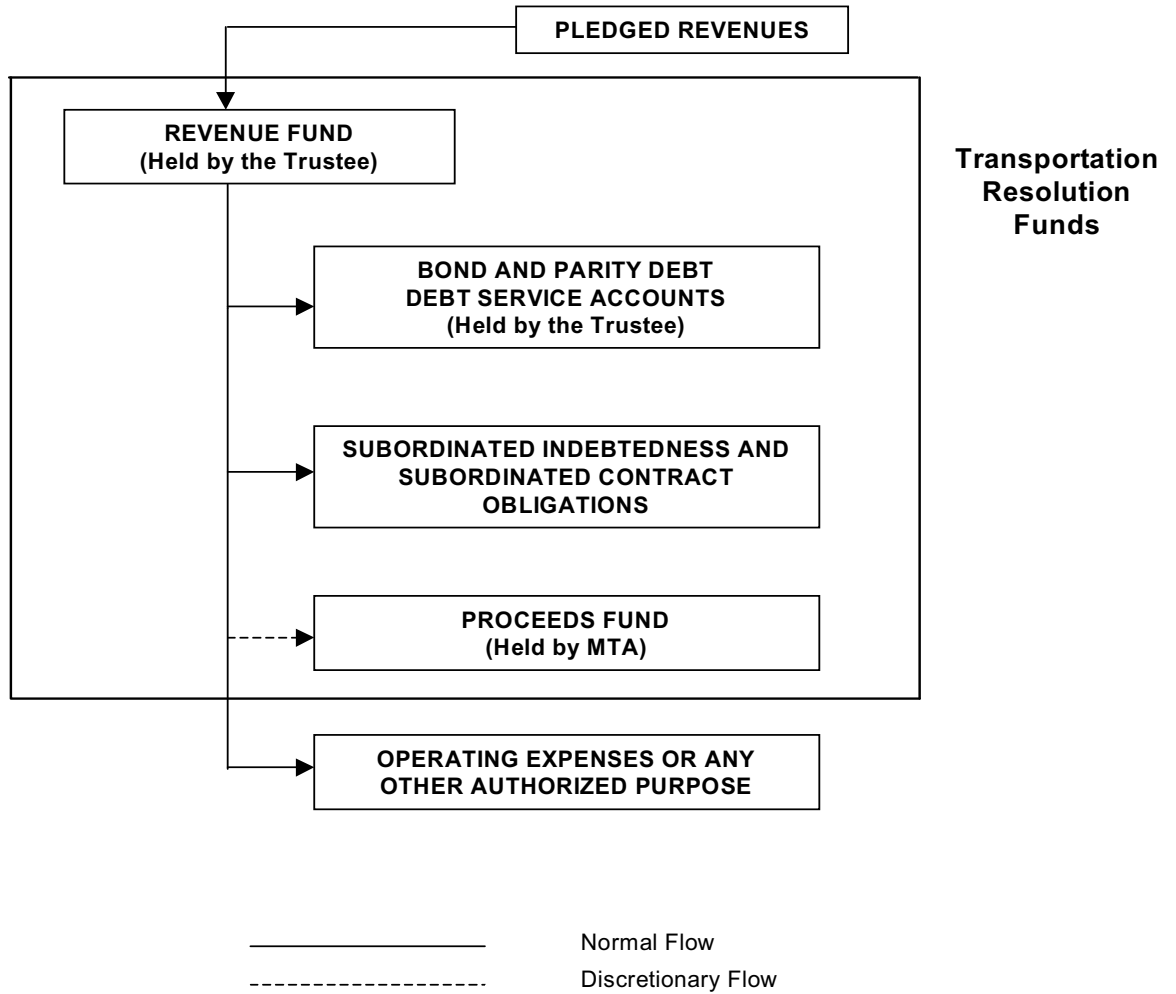 PLEDGED REVENUES
REVENUE FUND
(Held by the Trustee)
Transportation
Resolution
Funds
BOND AND PARITY DEBT
DEBT SERVICE ACCOUNTS
(Held by the Trustee)
SUBORDINATED INDEBTEDNESS AND
SUBORDINATED CONTRACT
OBLIGATIONS
PROCEEDS FUND
(Held by MTA)
OPERATING EXPENSES OR ANY
OTHER AUTHORIZED PURPOSE
Normal Flow
Discretionary Flow